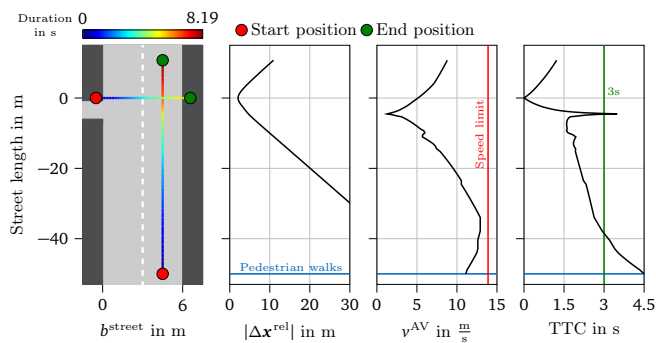 Duration
in s
0
8.19
Start position
End position
Street length in m
0
−20
−40
0
6
b^street in m
Pedestrian walks
0
10
20
30
|Δx^rel| in m
Speed limit
0
5
10
15
v^AV in m/s
3s
0
1.5
3
4.5
TTC in s